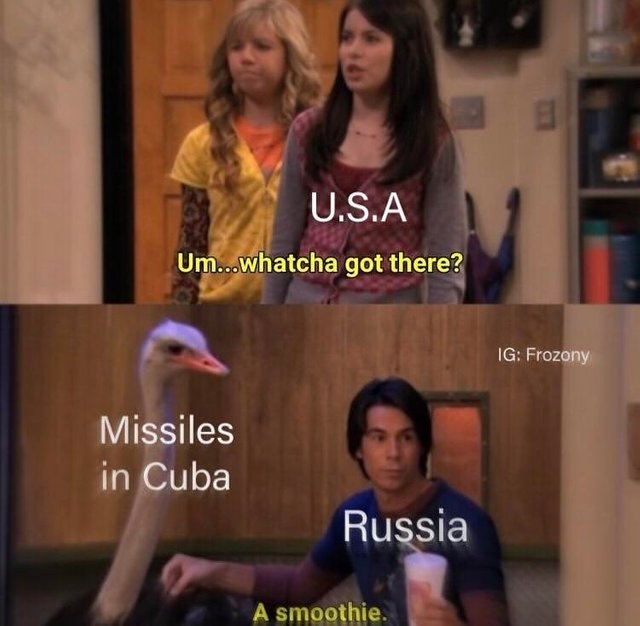 U.S.A
Um...whatcha got there?
IG: Frozony
Missiles
in Cuba
Russia
A smoothie.